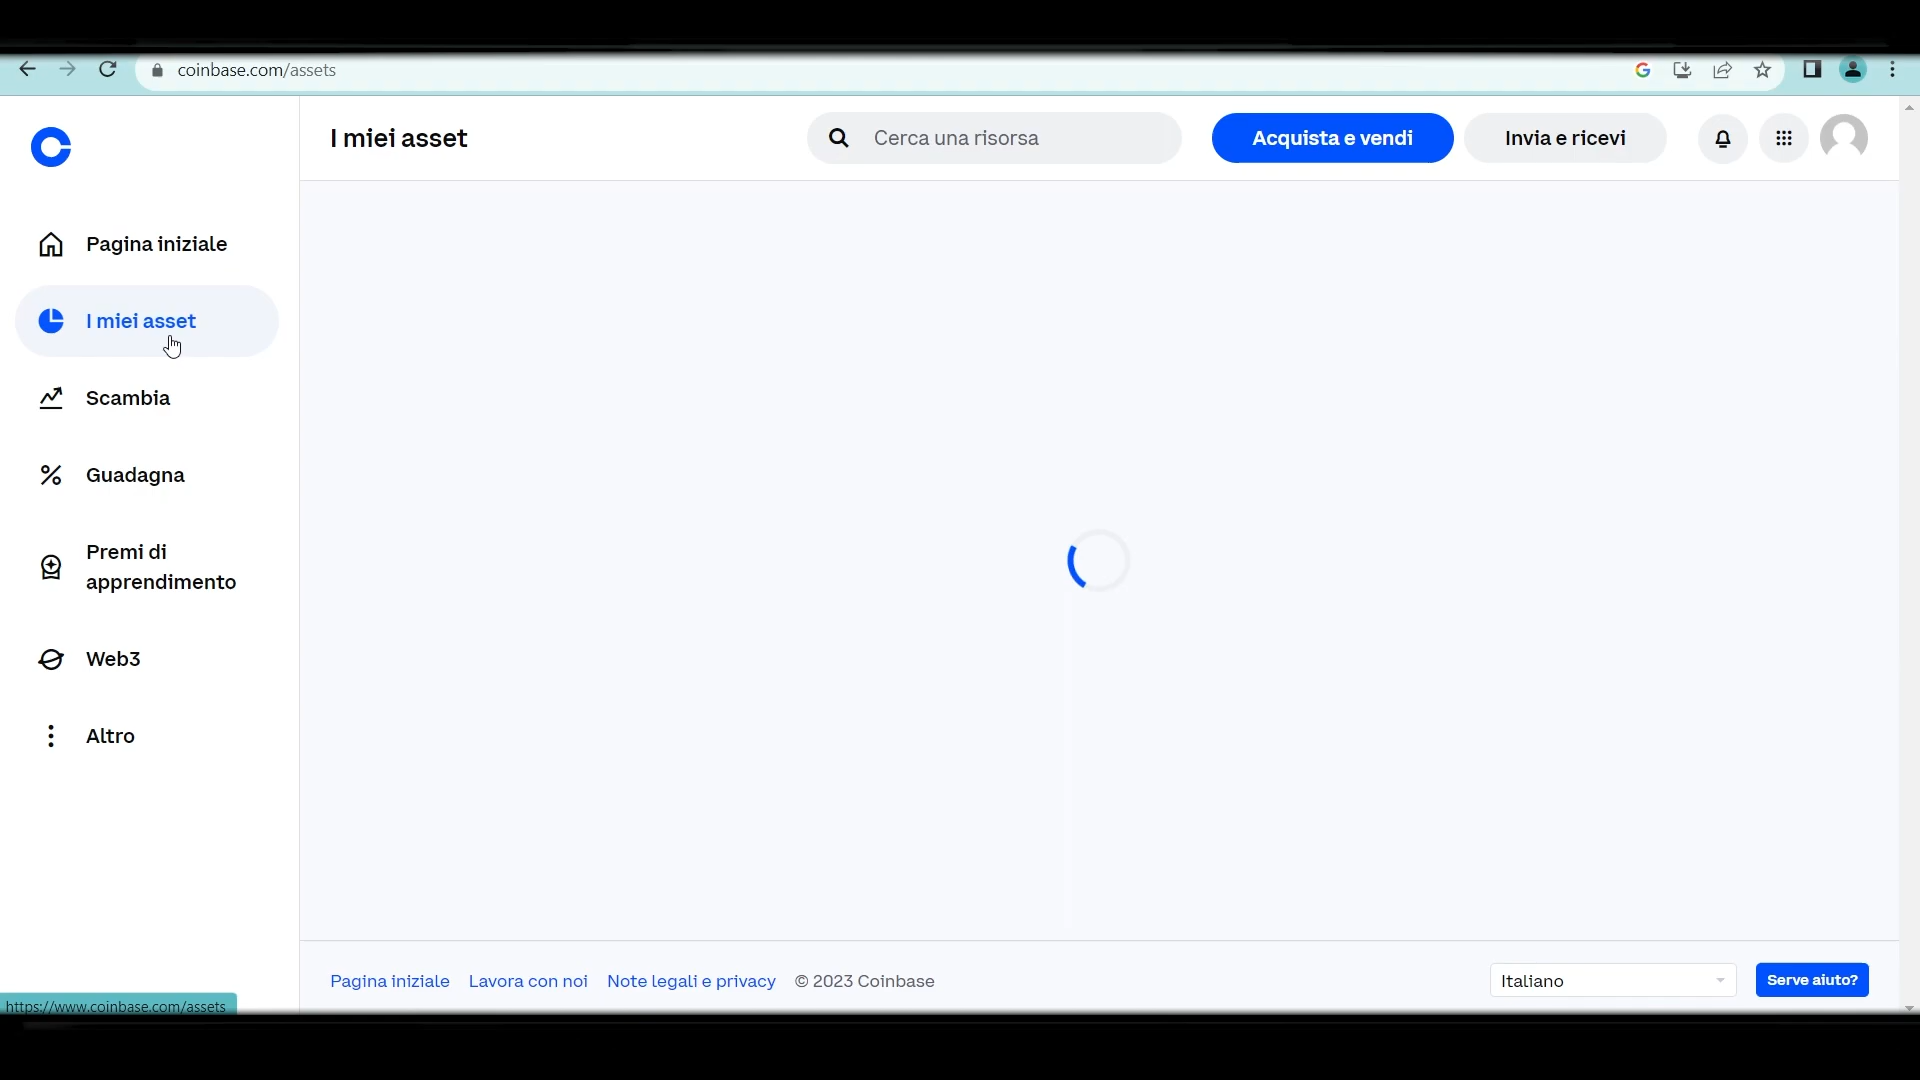 coinbase.com/assets
I miei asset
Cerca una risorsa
Acquista e vendi
Invia e ricevi
Pagina iniziale
I miei asset
Scambia
Guadagna
Premi di
apprendimento
Web3
Altro
Pagina iniziale Lavora con noi Note legali e privacy © 2023 Coinbase
Italiano
Serve aiuto?
https://www.coinbase.com/assets